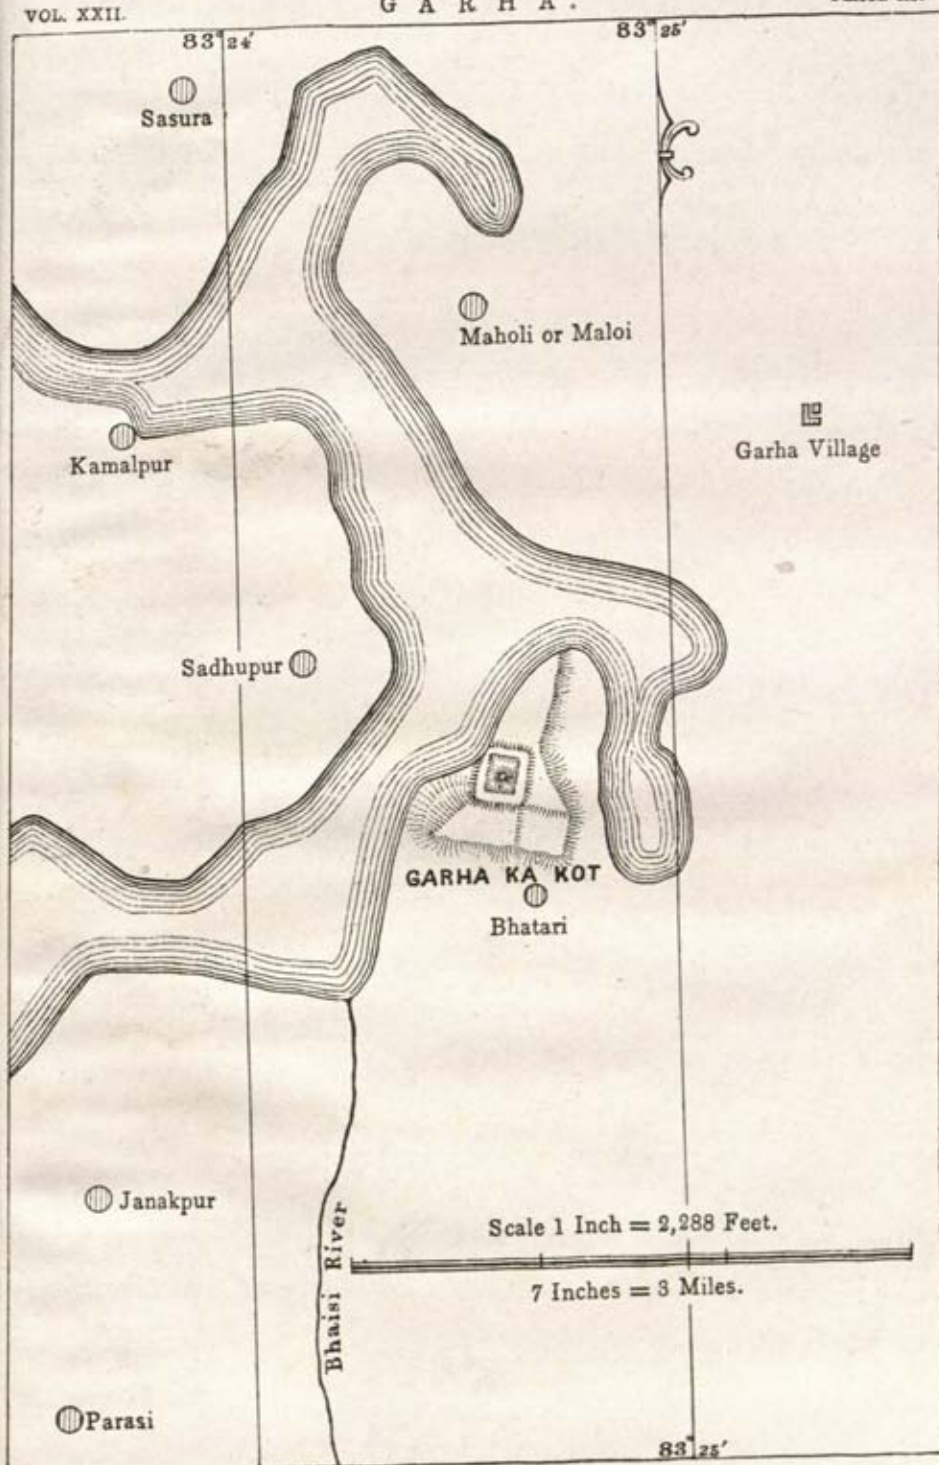 VOL. XXII.
G A R H A .
83° 24′
83° 25′
Sasura
Maholi or Maloi
Garha Village
Kamalpur
Sadhupur
GARHA KA KOT
Bhatari
Janakpur
Bhaisi River
Scale 1 Inch = 2,288 Feet.
7 Inches = 3 Miles.
Parasi
83° 25′